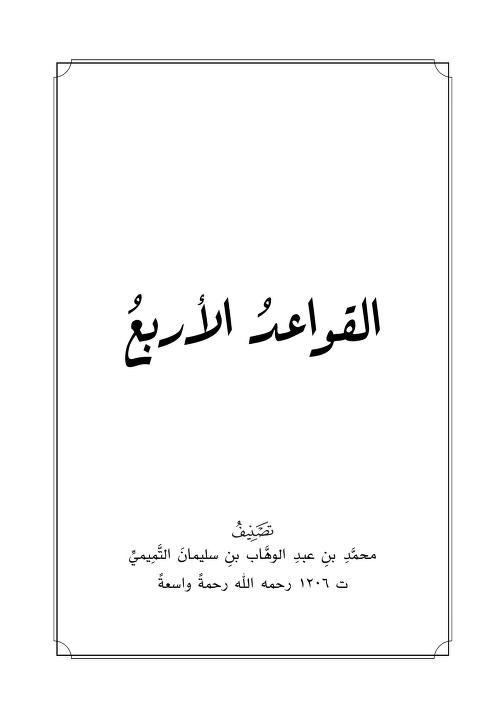 القواعدُ الأربعُ
تَصْنِيفُ
محمَّدِ بنِ عبدِ الوهَّاب بنِ سليمانَ التَّمِيميِّ
ت ١٢٠٦ رحمه الله رحمةً واسعةً